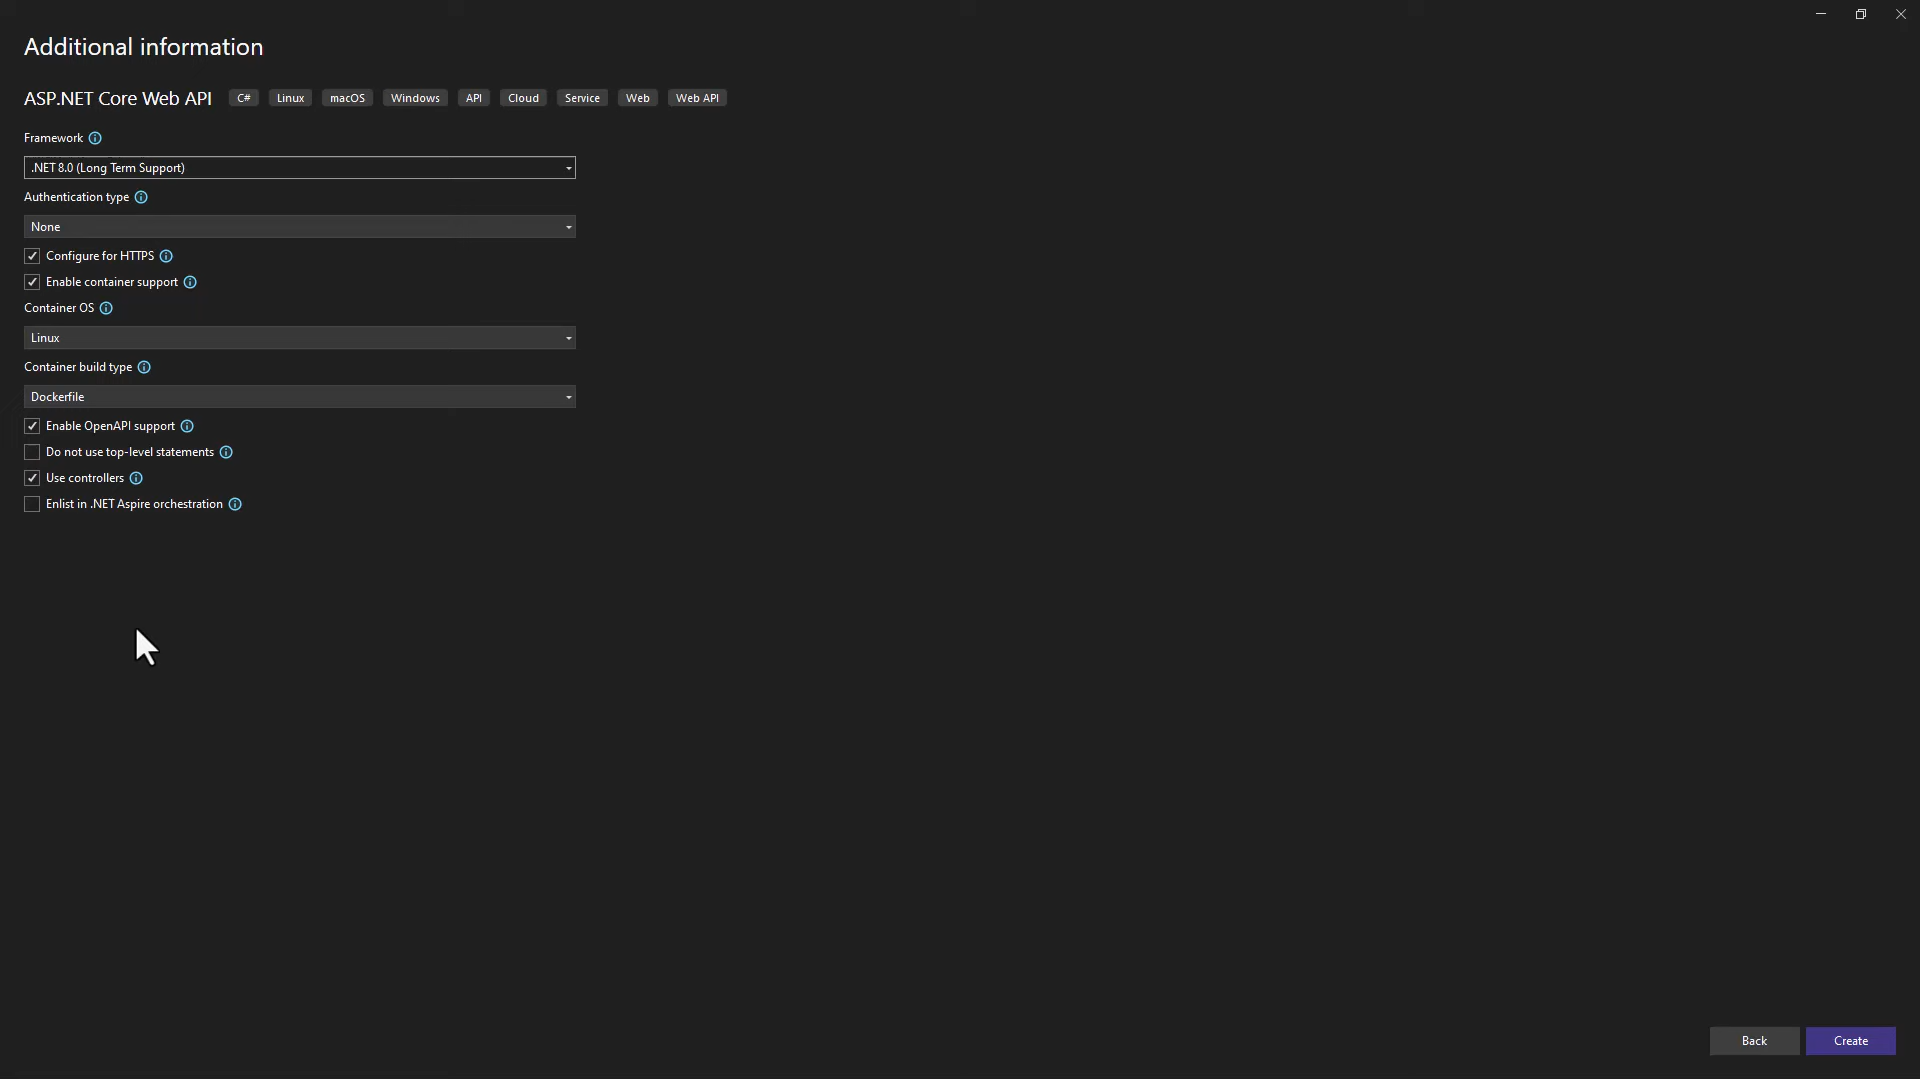 Additional information
ASP.NET Core Web API C# Linux macOS Windows API Cloud Service Web Web API
Framework
.NET 8.0 (Long Term Support)
Authentication type
None
Configure for HTTPS
Enable container support
Container OS
Linux
Container build type
Dockerfile
Enable OpenAPI support
Do not use top-level statements
Use controllers
Enlist in .NET Aspire orchestration
Back Create